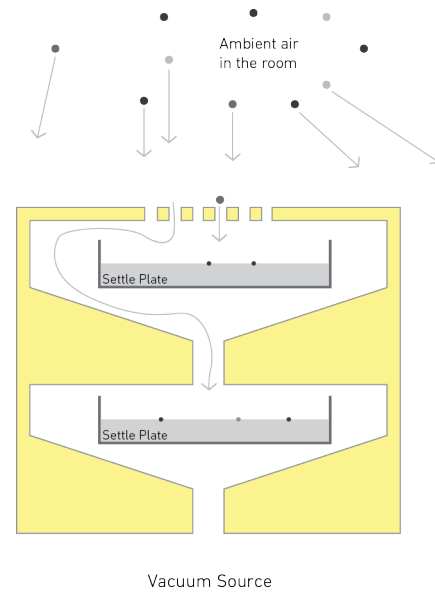 Ambient air
in the room
Settle Plate
Settle Plate
Vacuum Source